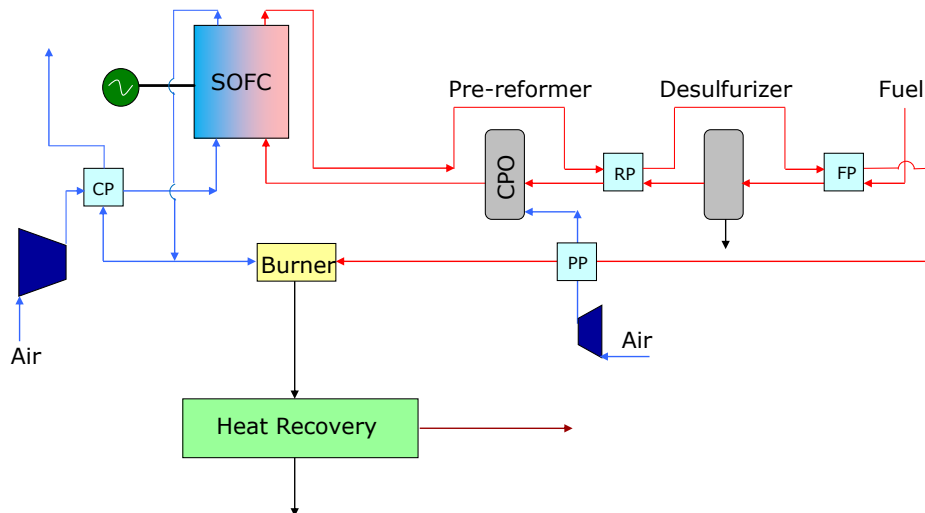 SOFC
Pre-reformer
Desulfurizer
Fuel
CPO
RP
FP
CP
Burner
PP
Air
Air
Heat Recovery